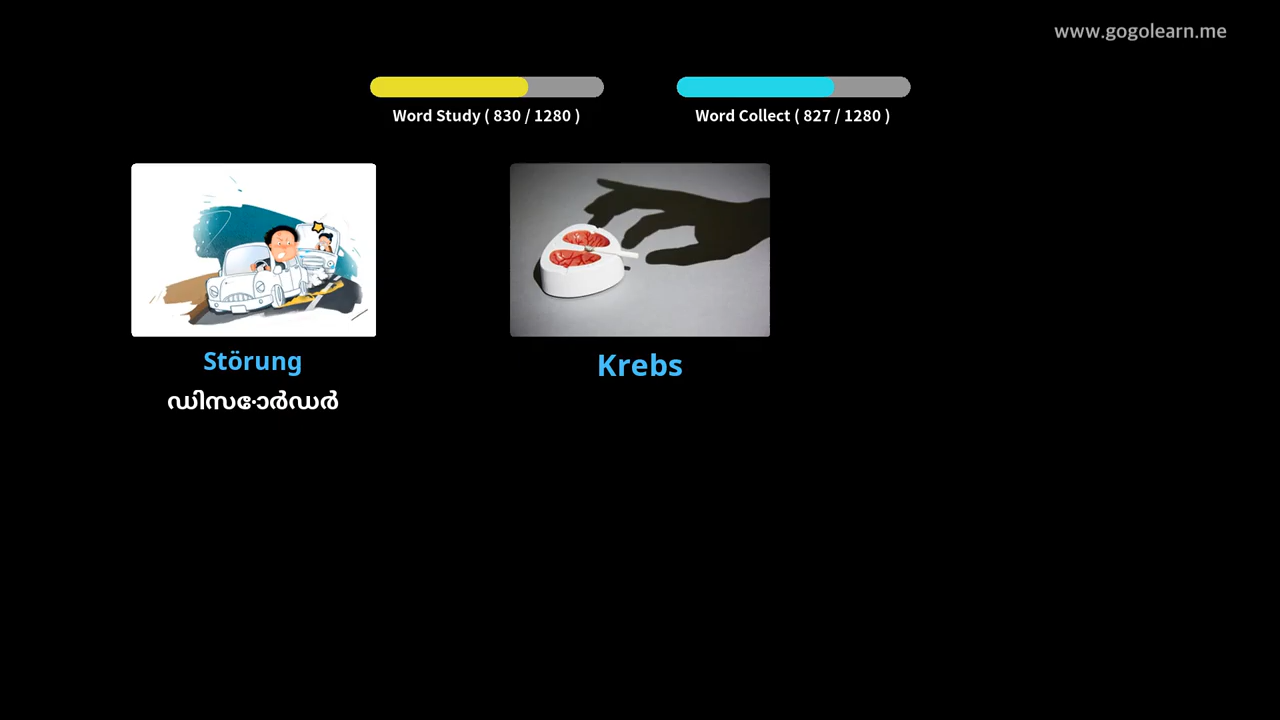 www.gogolearn.me
Word Study ( 830 / 1280 )
Word Collect ( 827 / 1280 )
Störung
Krebs
ഡിസോർഡർ